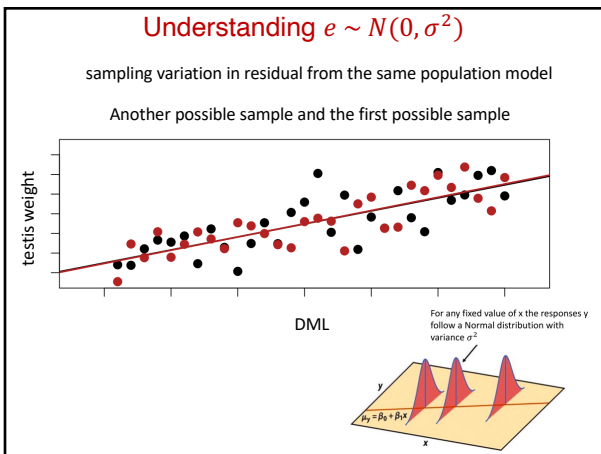 Understanding e ~ N(0, σ²)
sampling variation in residual from the same population model
Another possible sample and the first possible sample
testis weight
DML
For any fixed value of x the responses y
follow a Normal distribution with
variance σ²
y
μy = β0 + β1x
x